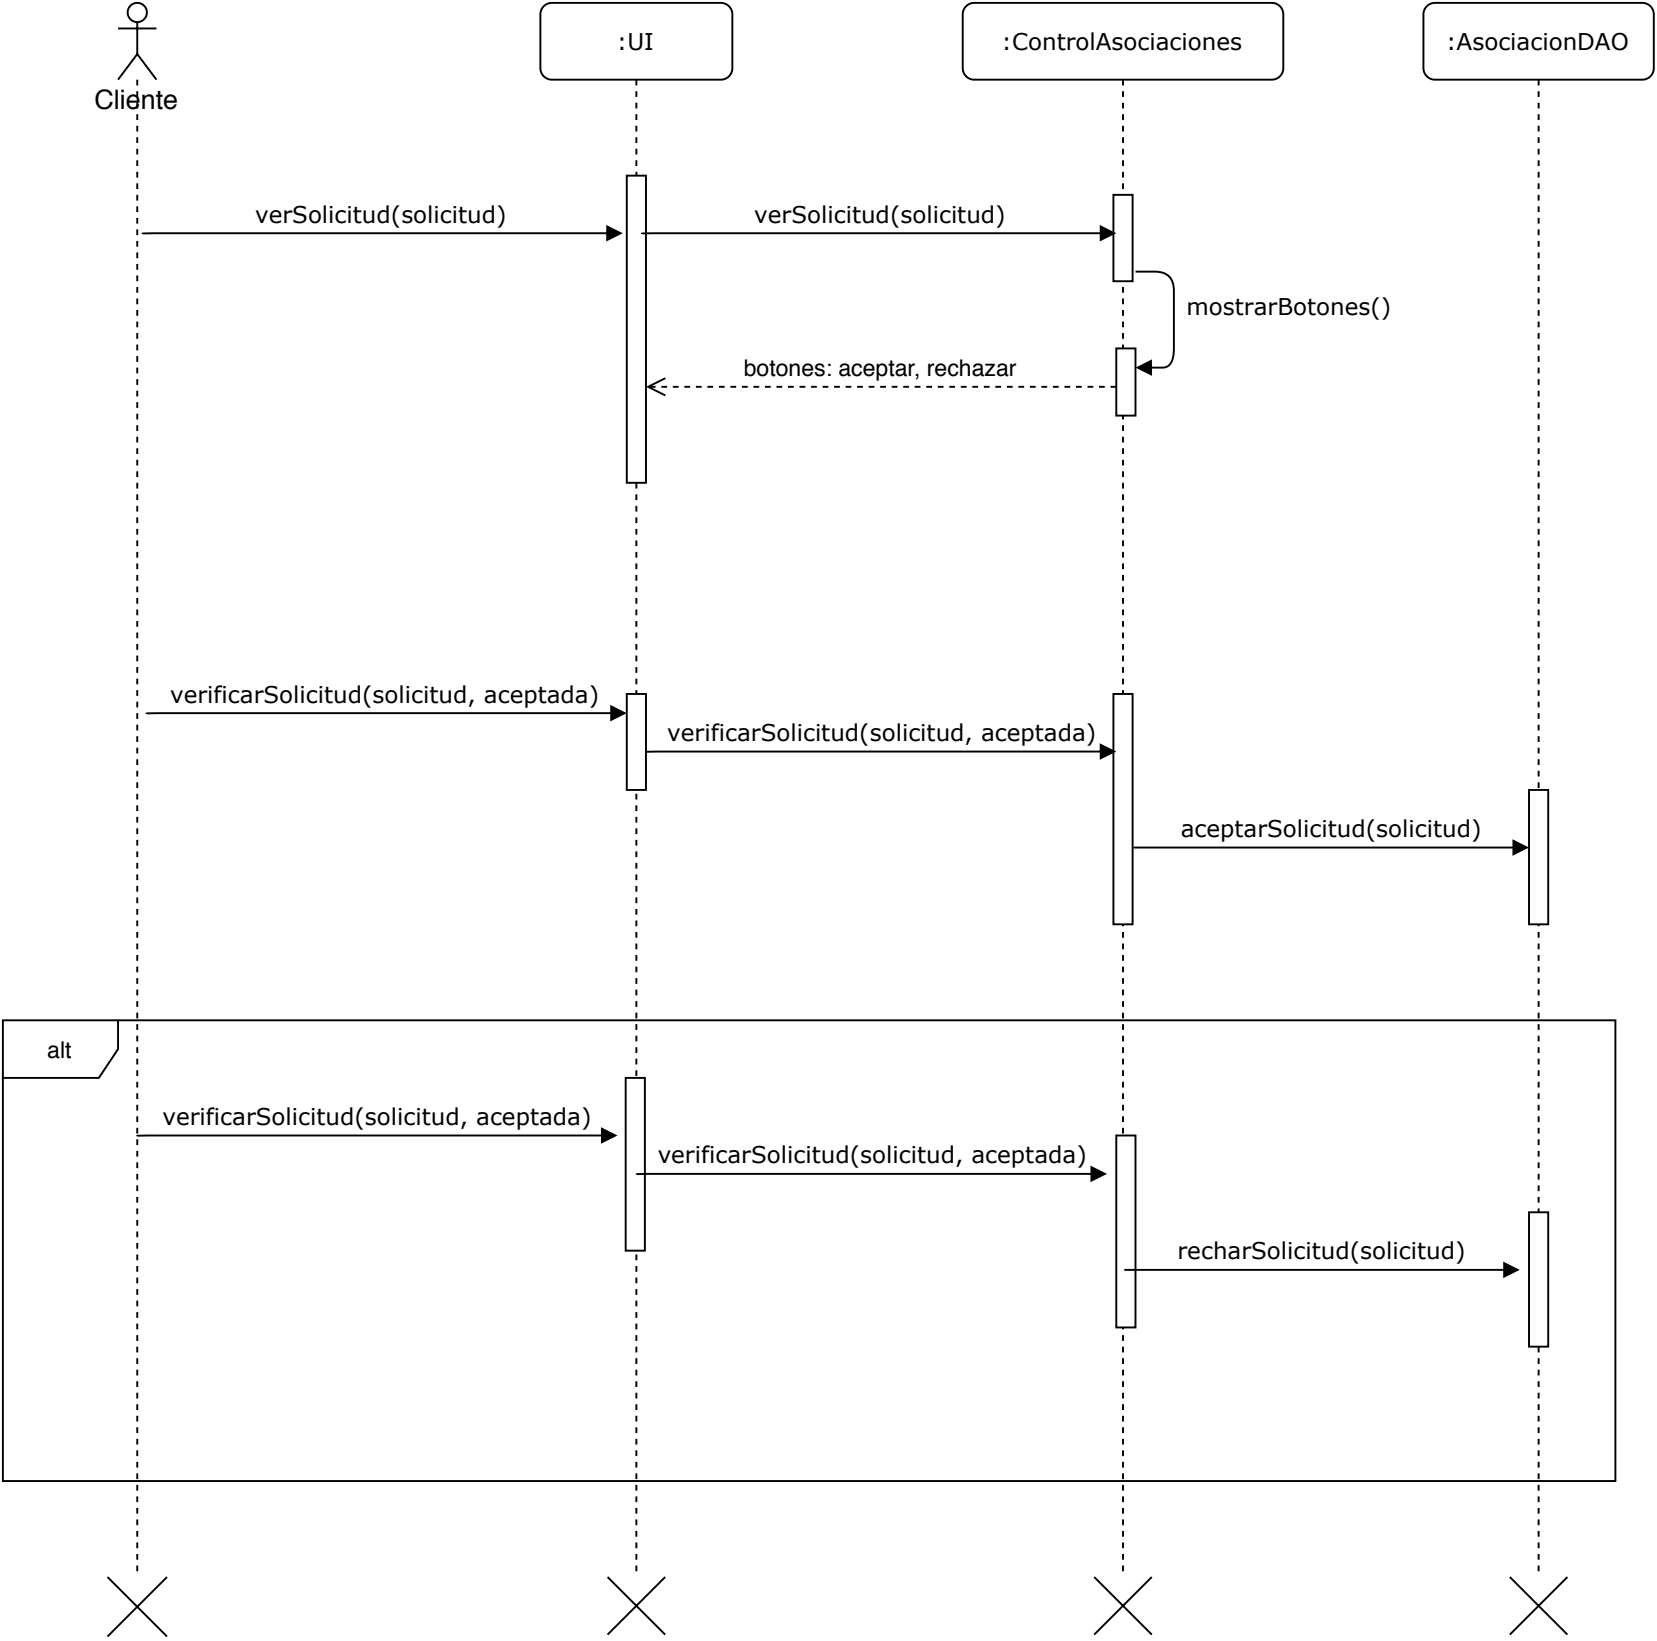 :UI
:ControlAsociaciones
:AsociacionDAO
Cliente
verSolicitud(solicitud)
verSolicitud(solicitud)
mostrarBotones()
botones: aceptar, rechazar
verificarSolicitud(solicitud, aceptada)
verificarSolicitud(solicitud, aceptada)
aceptarSolicitud(solicitud)
alt
verificarSolicitud(solicitud, aceptada)
verificarSolicitud(solicitud, aceptada)
recharSolicitud(solicitud)